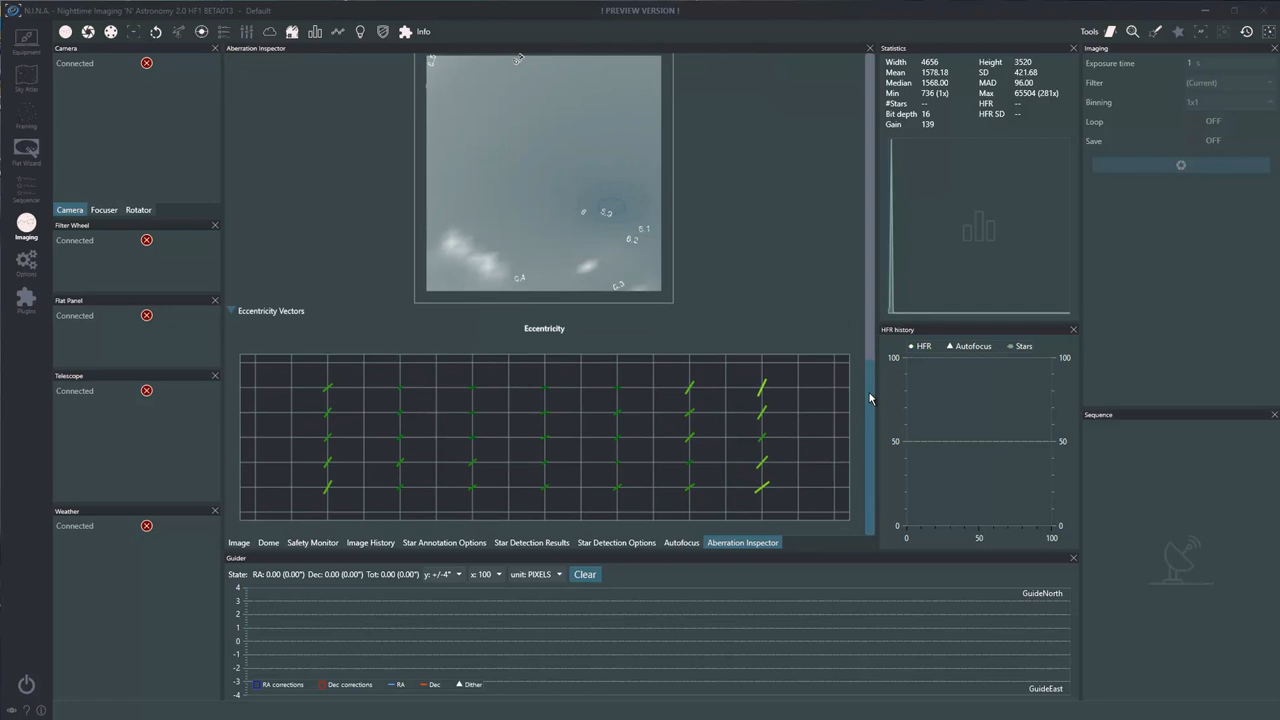 N.I.N.A. - Nighttime Imaging 'N' Astronomy 2.0 HF1 BETA013 - Default
! PREVIEW VERSION !
Info
Tools
Equipment
Sky Atlas
Framing
Flat Wizard
Sequencer
Imaging
Options
Plugins
Camera
Connected
Camera Focuser Rotator
Filter Wheel
Connected
Flat Panel
Connected
Telescope
Connected
Weather
Connected
Aberration Inspector
6 5.9
6.1
6.2
Eccentricity Vectors
Eccentricity
Image Dome Safety Monitor Image History Star Annotation Options Star Detection Results Star Detection Options Autofocus Aberration Inspector
Statistics
Width 4656 Height 3520
Mean 1578.18 SD 421.68
Median 1568.00 MAD 96.00
Min 736 (1x) Max 65504 (281x)
#Stars -- HFR --
Bit depth 16 HFR SD --
Gain 139
HFR history
HFR Autofocus Stars
100 100
50 50
0 0
0 50 100
Imaging
Exposure time 1 s
Filter (Current)
Binning 1x1
Loop OFF
Save OFF
Sequence
Guider
State: RA: 0.00 (0.00") Dec: 0.00 (0.00") Tot: 0.00 (0.00") y: +/-4" x: 100 unit: PIXELS Clear
4
3
2
1
0
-1
-2
-3
-4
GuideNorth
GuideEast
RA corrections Dec corrections RA Dec Dither